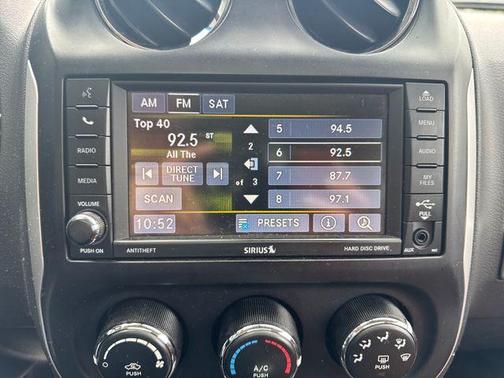 AM FM SAT
Top 40
92.5 ST
All The
DIRECT TUNE
SCAN
10:52
2
of 3
5 94.5
6 92.5
7 87.7
8 97.1
PRESETS
RADIO
MEDIA
VOLUME
PUSH ON
LOAD
MENU
AUDIO
MY FILES
PULL
AUX
ANTITHEFT
SIRIUS
HARD DISC DRIVE
PUSH
A/C
PUSH
PUSH